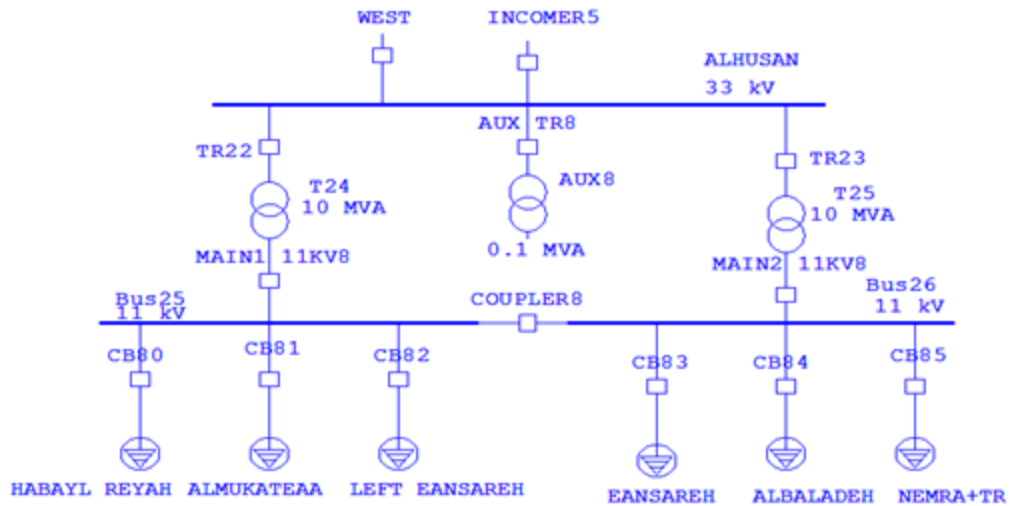 WEST
INCOMER5
ALHUSAN
33 kV
AUX TR8
TR22
TR23
AUX8
T24
10 MVA
T25
10 MVA
0.1 MVA
MAIN1 11KV8
MAIN2 11KV8
Bus25
11 kV
COUPLER8
Bus26
11 kV
CB80
CB81
CB82
CB83
CB84
CB85
HABAYL REYAH
ALMUKATEAA
LEFT EANSAREH
EANSAREH
ALBALADEH
NEMRA+TR